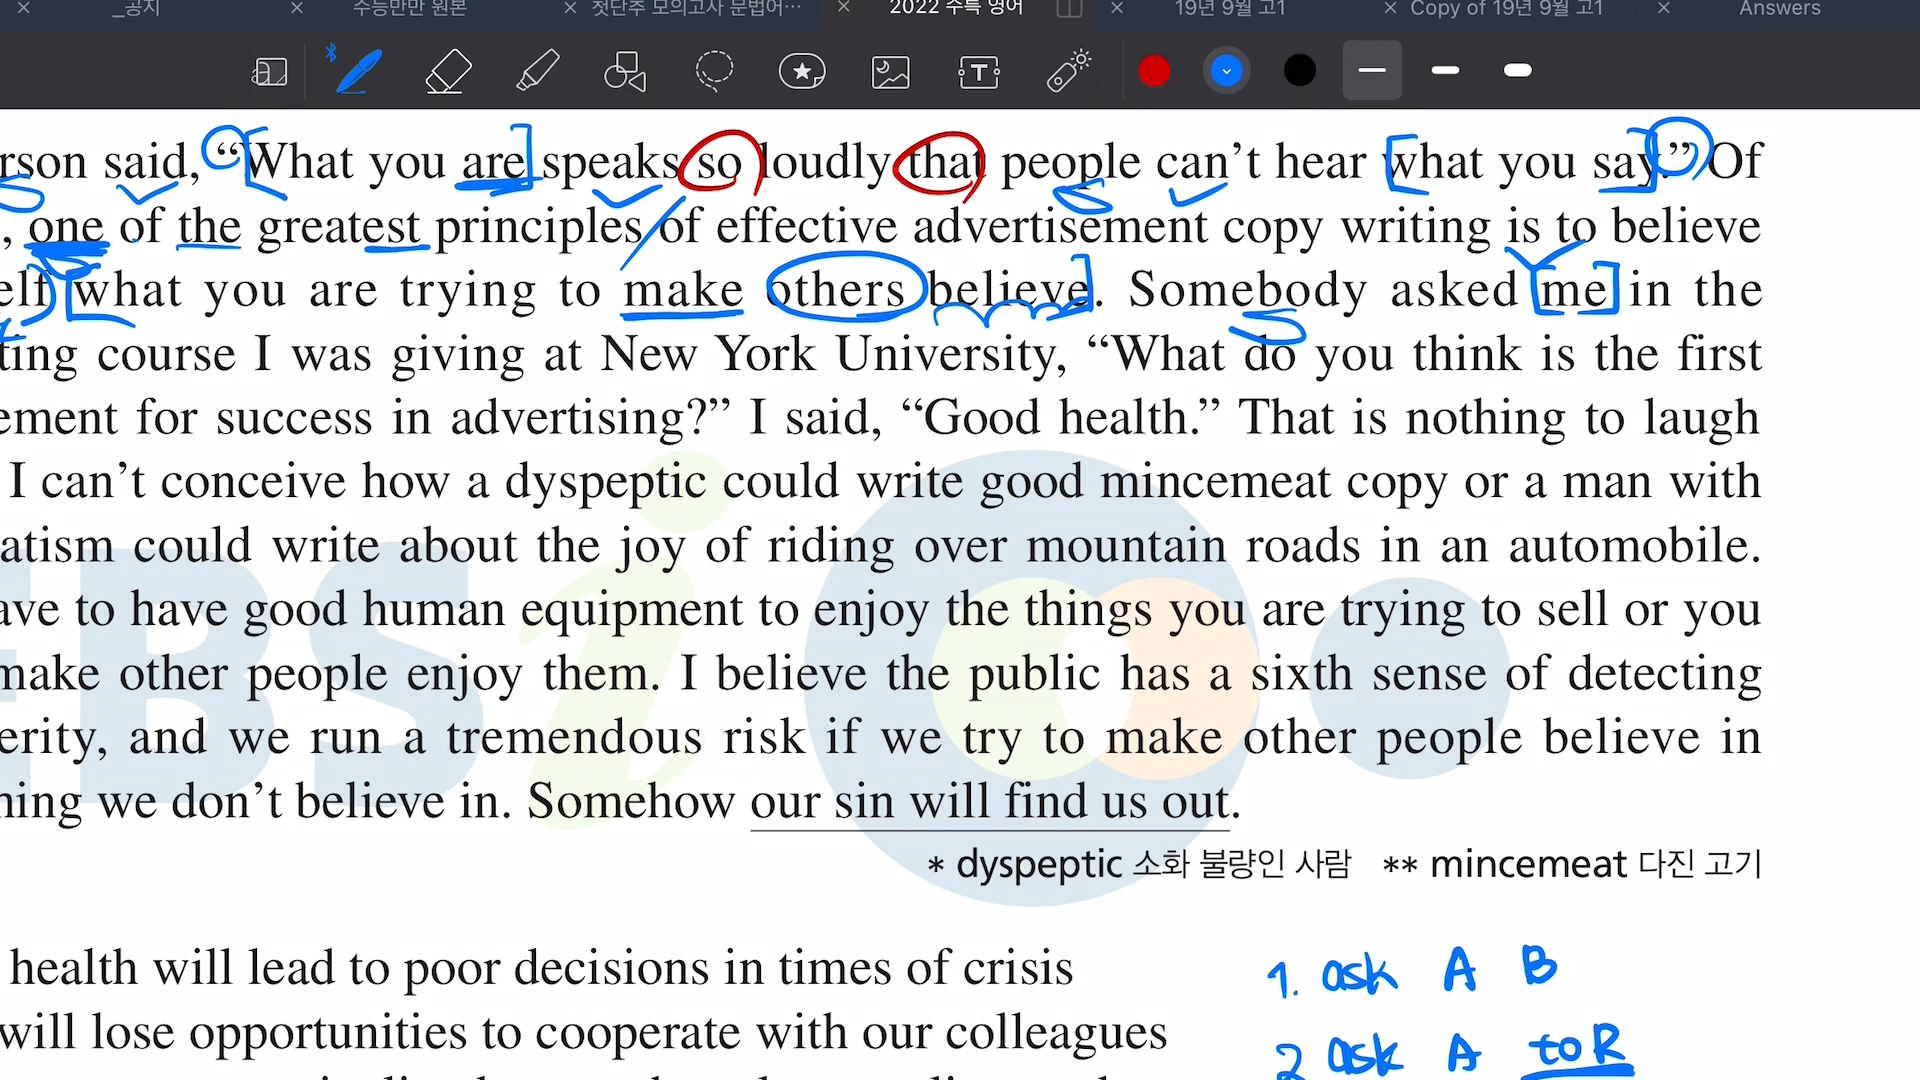 _공지
수능만만 원본
첫단추 모의고사 문법어…
2022 수특 영어
19년 9월 고1
Copy of 19년 9월 고1
Answers
T
rson said, “What you are speaks so loudly that people can’t hear what you say.” Of
, one of the greatest principles of effective advertisement copy writing is to believe
elf what you are trying to make others believe. Somebody asked me in the
ting course I was giving at New York University, “What do you think is the first
ement for success in advertising?” I said, “Good health.” That is nothing to laugh
I can’t conceive how a dyspeptic could write good mincemeat copy or a man with
atism could write about the joy of riding over mountain roads in an automobile.
ave to have good human equipment to enjoy the things you are trying to sell or you
make other people enjoy them. I believe the public has a sixth sense of detecting
erity, and we run a tremendous risk if we try to make other people believe in
hing we don’t believe in. Somehow our sin will find us out.
* dyspeptic 소화 불량인 사람 ** mincemeat 다진 고기
health will lead to poor decisions in times of crisis
will lose opportunities to cooperate with our colleagues
1. ask A B
2 ask A to R
EBSi